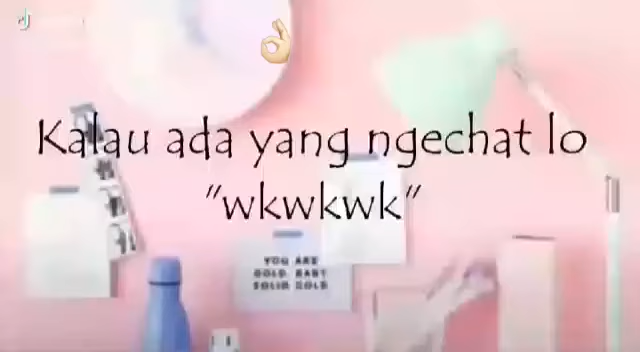 Kalau ada yang ngechat lo
"wkwkwk"
YOU ARE
GOLD, BABY
SOLID GOLD